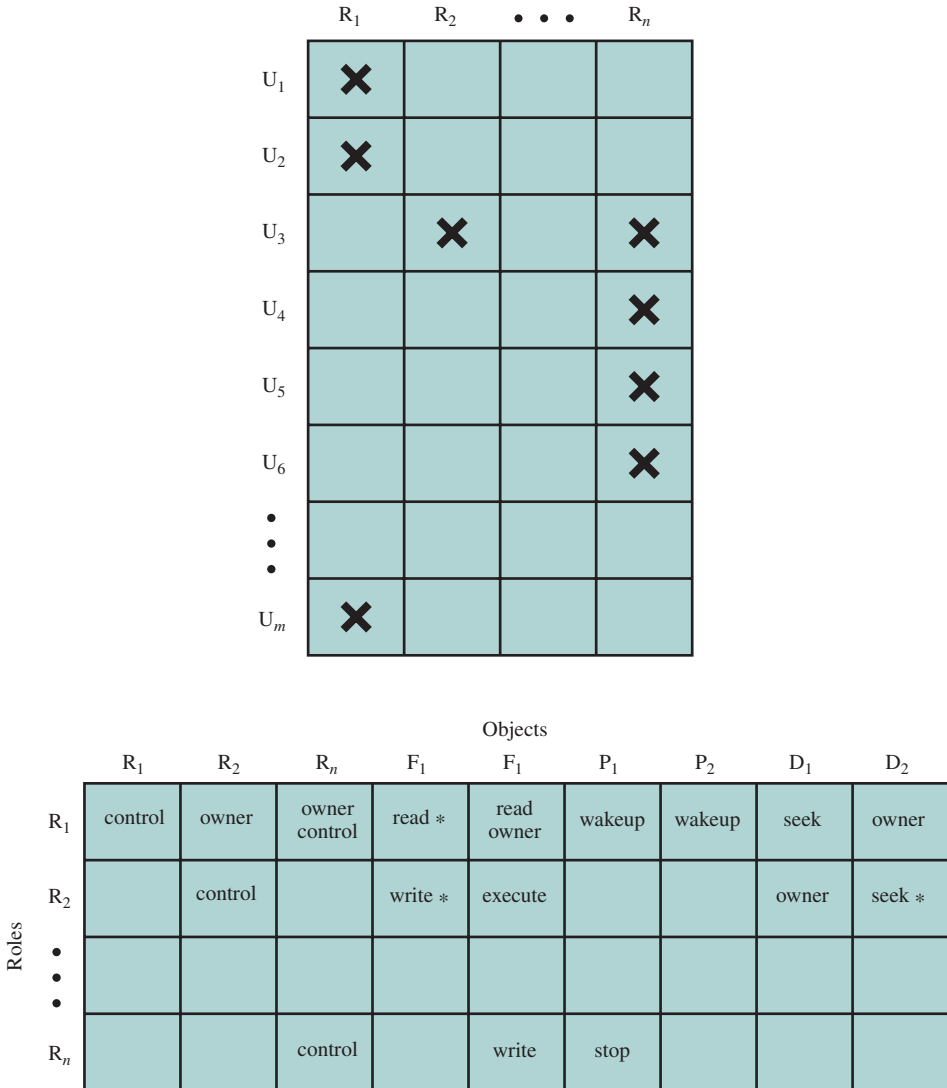 R1 R2 • • • Rn
U1
U2
U3
U4
U5
U6
Um
Objects
R1 R2 Rn F1 F1 P1 P2 D1 D2
R1 control owner owner control read * read owner wakeup wakeup seek owner
R2 control write * execute owner seek *
Roles
Rn control write stop